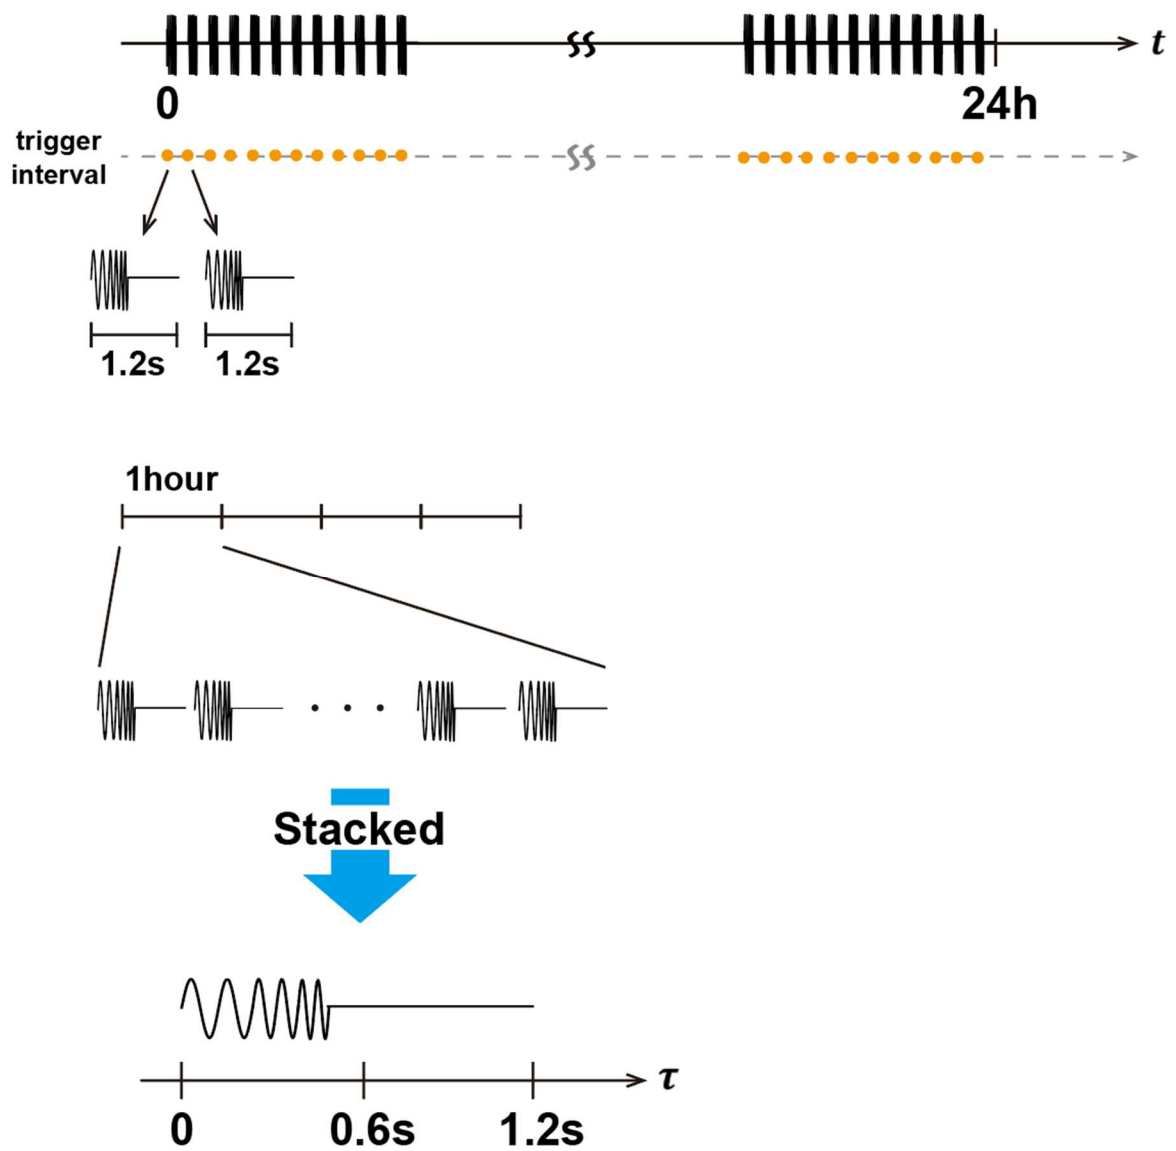 t
0
24h
trigger
interval
1.2s
1.2s
1hour
Stacked
τ
0
0.6s
1.2s